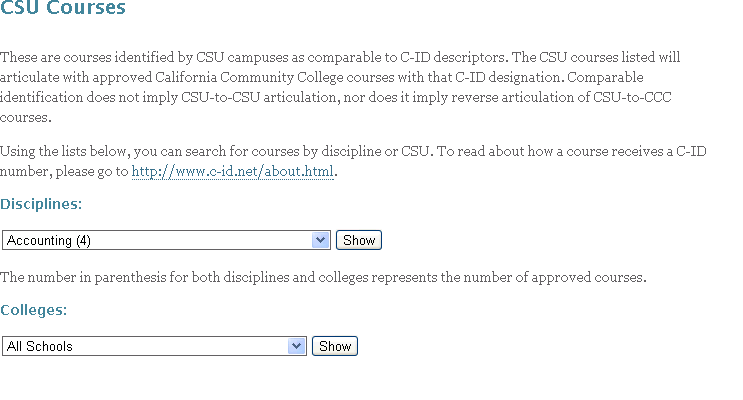 CSU Courses
These are courses identified by CSU campuses as comparable to C-ID descriptors. The CSU courses listed will
articulate with approved California Community College courses with that C-ID designation. Comparable
identification does not imply CSU-to-CSU articulation, nor does it imply reverse articulation of CSU-to-CCC
courses.
Using the lists below, you can search for courses by discipline or CSU. To read about how a course receives a C-ID
number, please go to http://www.c-id.net/about.html.
Disciplines:
Accounting (4) Show
The number in parenthesis for both disciplines and colleges represents the number of approved courses.
Colleges:
All Schools Show